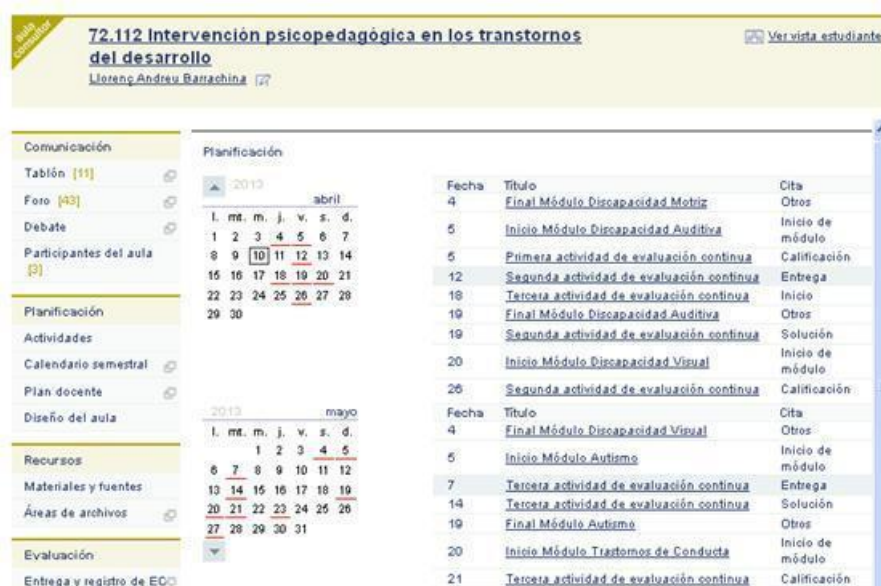 aula
consultor
72.112 Intervención psicopedagógica en los transtornos
del desarrollo
Llorenç Andreu Barrachina
Ver vista estudiante
Comunicación
Tablón [11]
Foro [43]
Debate
Participantes del aula
[3]
Planificación
Actividades
Calendario semestral
Plan docente
Diseño del aula
Recursos
Materiales y fuentes
Áreas de archivos
Evaluación
Entrega y registro de EC
Planificación
2013
abril
l. mt. m. j. v. s. d.
1 2 3 4 5 6 7
8 9 10 11 12 13 14
15 16 17 18 19 20 21
22 23 24 25 26 27 28
29 30
2013 mayo
l. mt. m. j. v. s. d.
1 2 3 4 5
6 7 8 9 10 11 12
13 14 15 16 17 18 19
20 21 22 23 24 25 26
27 28 29 30 31
Fecha Título Cita
4 Final Módulo Discapacidad Motriz Otros
5 Inicio Módulo Discapacidad Auditiva Inicio de
módulo
5 Primera actividad de evaluación continua Calificación
12 Segunda actividad de evaluación continua Entrega
18 Tercera actividad de evaluación continua Inicio
19 Final Módulo Discapacidad Auditiva Otros
19 Segunda actividad de evaluación continua Solución
20 Inicio Módulo Discapacidad Visual Inicio de
módulo
26 Segunda actividad de evaluación continua Calificación
Fecha Título Cita
4 Final Módulo Discapacidad Visual Otros
5 Inicio Módulo Autismo Inicio de
módulo
7 Tercera actividad de evaluación continua Entrega
14 Tercera actividad de evaluación continua Solución
19 Final Módulo Autismo Otros
20 Inicio Módulo Trastornos de Conducta Inicio de
módulo
21 Tercera actividad de evaluación continua Calificación